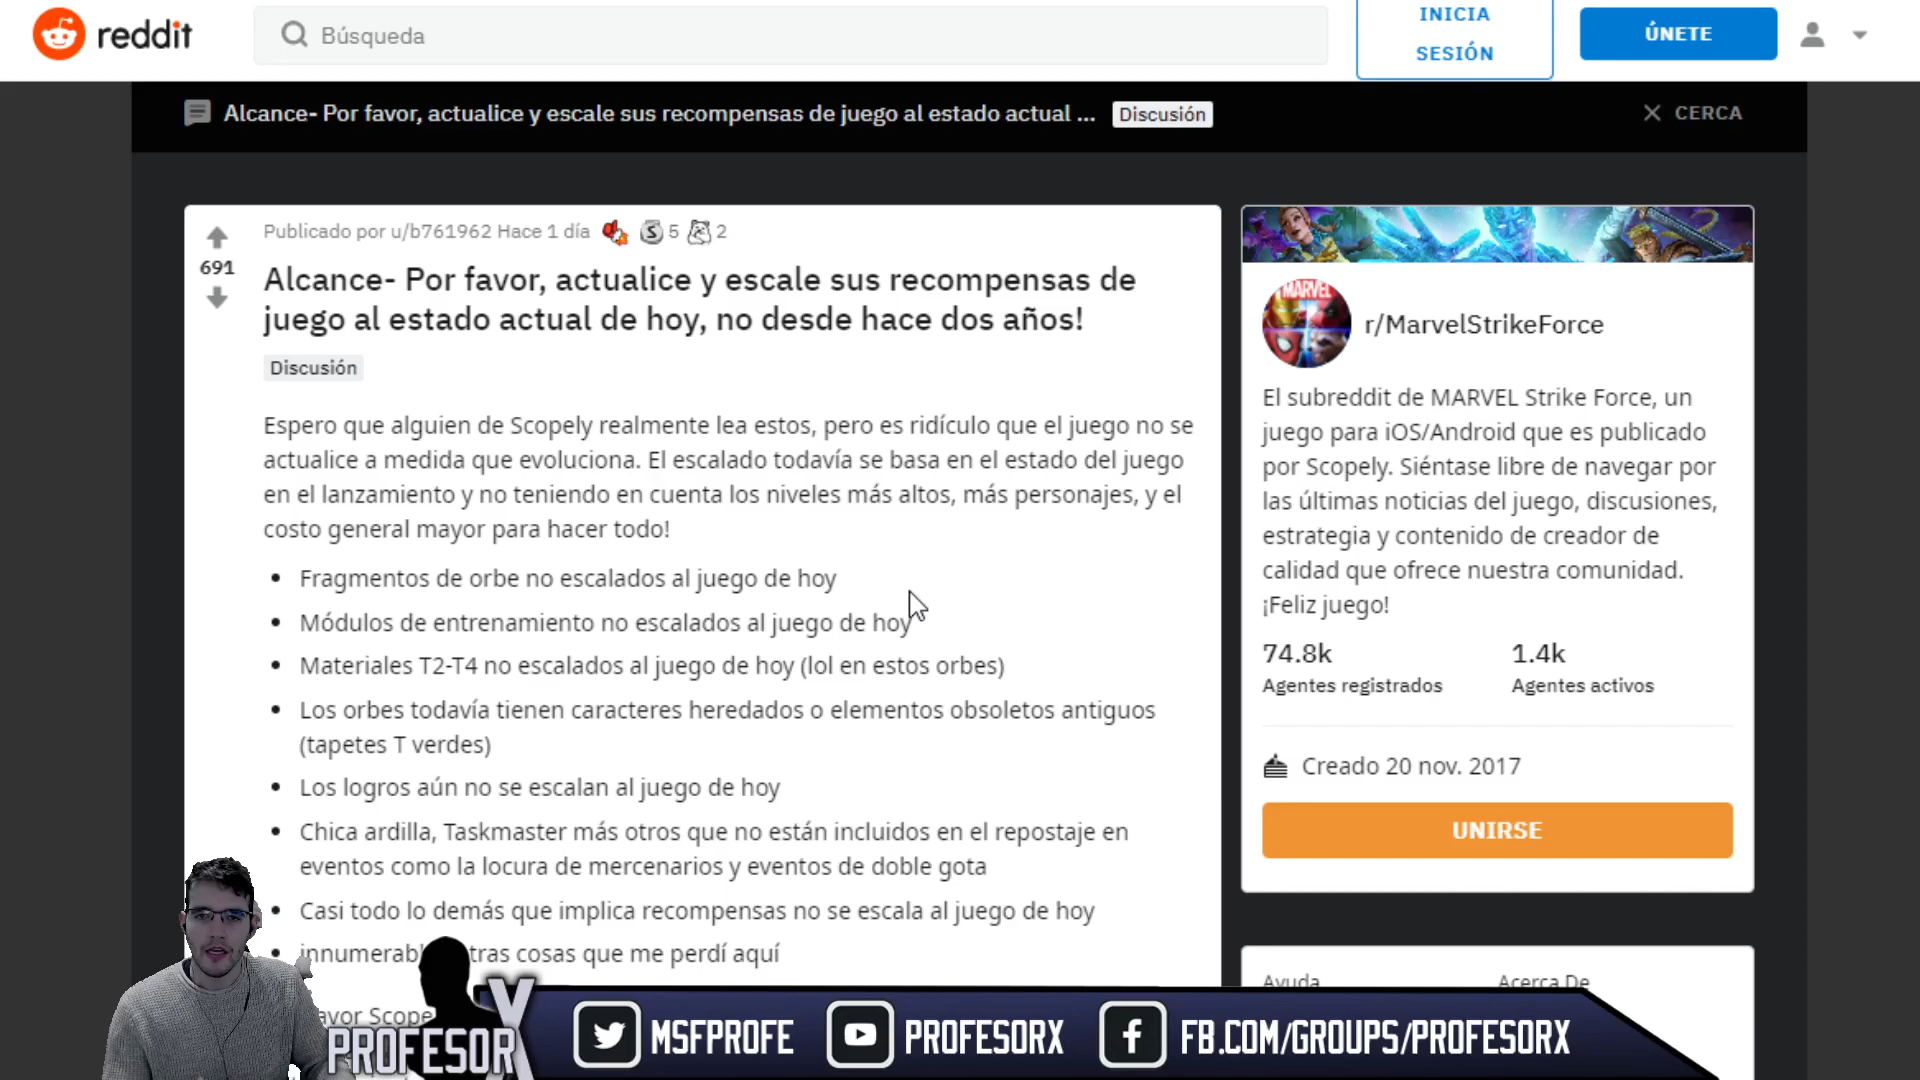 reddit
Búsqueda
INICIA
SESIÓN
ÚNETE
Alcance- Por favor, actualice y escale sus recompensas de juego al estado actual ...
Discusión
CERCA
691
Publicado por u/b761962 Hace 1 día
5
2
Alcance- Por favor, actualice y escale sus recompensas de
juego al estado actual de hoy, no desde hace dos años!
Discusión
Espero que alguien de Scopely realmente lea estos, pero es ridículo que el juego no se
actualice a medida que evoluciona. El escalado todavía se basa en el estado del juego
en el lanzamiento y no teniendo en cuenta los niveles más altos, más personajes, y el
costo general mayor para hacer todo!
• Fragmentos de orbe no escalados al juego de hoy
• Módulos de entrenamiento no escalados al juego de hoy
• Materiales T2-T4 no escalados al juego de hoy (lol en estos orbes)
• Los orbes todavía tienen caracteres heredados o elementos obsoletos antiguos
(tapetes T verdes)
• Los logros aún no se escalan al juego de hoy
• Chica ardilla, Taskmaster más otros que no están incluidos en el repostaje en
eventos como la locura de mercenarios y eventos de doble gota
• Casi todo lo demás que implica recompensas no se escala al juego de hoy
• innumerab tras cosas que me perdí aquí
avor Scope
MARVEL
r/MarvelStrikeForce
El subreddit de MARVEL Strike Force, un
juego para iOS/Android que es publicado
por Scopely. Siéntase libre de navegar por
las últimas noticias del juego, discusiones,
estrategia y contenido de creador de
calidad que ofrece nuestra comunidad.
¡Feliz juego!
74.8k
Agentes registrados
1.4k
Agentes activos
Creado 20 nov. 2017
UNIRSE
Ayuda
Acerca De
PROFESORX
MSFPROFE
PROFESORX
FB.COM/GROUPS/PROFESORX